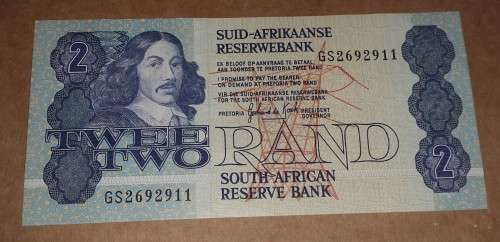 2
SUID-AFRIKAANSE
RESERWEBANK
GS2692911
EK BELOOF OP AANVRAAG TE BETAAL
AAN TOONDER TE PRETORIA TWEE RAND
I PROMISE TO PAY THE BEARER
ON DEMAND AT PRETORIA TWO RAND
VIR DIE SUID-AFRIKAANSE RESERWEBANK
FOR THE SOUTH AFRICAN RESERVE BANK
PRETORIA
PRESIDENT
GOVERNOR
TWEE
TWO
RAND
2
SOUTH AFRICAN
RESERVE BANK
GS2692911